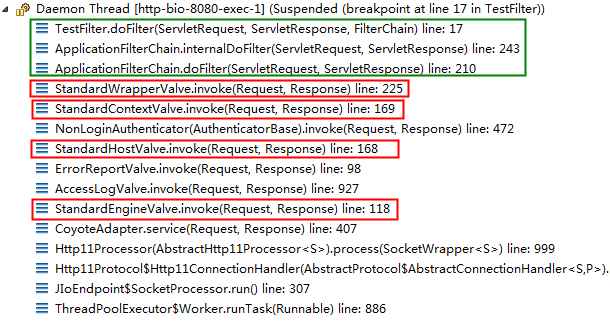 Daemon Thread [http-bio-8080-exec-1] (Suspended (breakpoint at line 17 in TestFilter))
TestFilter.doFilter(ServletRequest, ServletResponse, FilterChain) line: 17
ApplicationFilterChain.internalDoFilter(ServletRequest, ServletResponse) line: 243
ApplicationFilterChain.doFilter(ServletRequest, ServletResponse) line: 210
StandardWrapperValve.invoke(Request, Response) line: 225
StandardContextValve.invoke(Request, Response) line: 169
NonLoginAuthenticator(AuthenticatorBase).invoke(Request, Response) line: 472
StandardHostValve.invoke(Request, Response) line: 168
ErrorReportValve.invoke(Request, Response) line: 98
AccessLogValve.invoke(Request, Response) line: 927
StandardEngineValve.invoke(Request, Response) line: 118
CoyoteAdapter.service(Request, Response) line: 407
Http11Processor(AbstractHttp11Processor<S>).process(SocketWrapper<S>) line: 999
Http11Protocol$Http11ConnectionHandler(AbstractProtocol$AbstractConnectionHandler<S,P>).
JIoEndpoint$SocketProcessor.run() line: 307
ThreadPoolExecutor$Worker.runTask(Runnable) line: 886